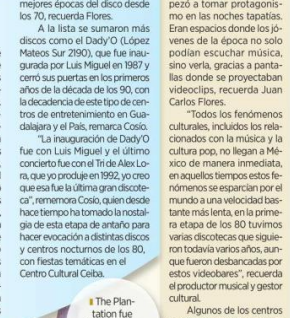 mejores épocas del disco desde
los 70, recuerda Flores.
A la lista se sumaron más
discos como el Dady'O (López
Mateos Sur 2190), que fue inau-
gurada por Luis Miguel en 1987 y
cerró sus puertas en los primeros
años de la década de los 90, con
la decadencia de este tipo de cen-
tros de entretenimiento en Gua-
dalajara y el País, remarca Cosío.
"La inauguración de Dady'O
fue con Luis Miguel y el último
concierto fue con el Tri de Alex Lo-
ra, que yo produje en 1992, yo creo
que esa fue la última gran discote-
ca", rememora Cosío, quien desde
hace tiempo ha tomado la nostal-
gia de esta etapa de antaño para
hacer evocación a distintas discos
y centros nocturnos de los 80,
con fiestas temáticas en el
Centro Cultural Ceiba.
The Plan-
tation fue
pezó a tomar protagonis-
mo en las noches tapatías.
Eran espacios donde los jó-
venes de la época no solo
podían escuchar música,
sino verla, gracias a panta-
llas donde se proyectaban
videoclips, recuerda Juan
Carlos Flores.
"Todos los fenómenos
culturales, incluidos los rela-
cionados con la música y la
cultura pop, no llegan a Mé-
xico de manera inmediata,
en aquellos tiempos estos fe-
nómenos se esparcían por el
mundo a una velocidad bas-
tante más lenta, en la prime-
ra etapa de los 80 tuvimos
varias discotecas que siguie-
ron todavía varios años, aun-
que fueron desbancadas por
estos videobares", recuerda
el productor musical y gestor
cultural.
Algunos de los centros